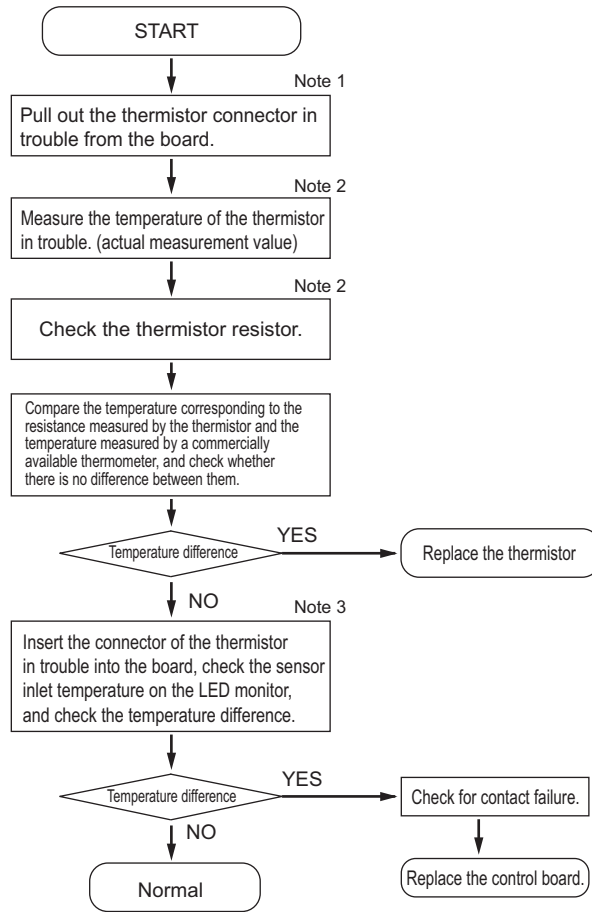 START
Note 1
Pull out the thermistor connector in
trouble from the board.
Note 2
Measure the temperature of the thermistor
in trouble. (actual measurement value)
Note 2
Check the thermistor resistor.
Compare the temperature corresponding to the
resistance measured by the thermistor and the
temperature measured by a commercially
available thermometer, and check whether
there is no difference between them.
Temperature difference
YES
Replace the thermistor
NO
Note 3
Insert the connector of the thermistor
in trouble into the board, check the sensor
inlet temperature on the LED monitor,
and check the temperature difference.
Temperature difference
YES
Check for contact failure.
NO
Replace the control board.
Normal